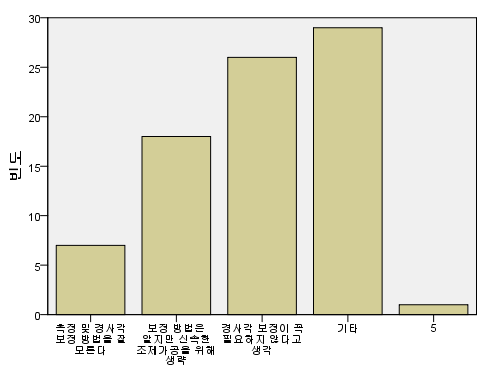 30
25
20
15
10
5
0
빈도
측정 및 경사각
보정 방법을 잘
모른다
보정 방법은
알지만 신속한
조제가공을 위해
생략
경사각 보정이 꼭
필요하지 않다고
생각
기타
5